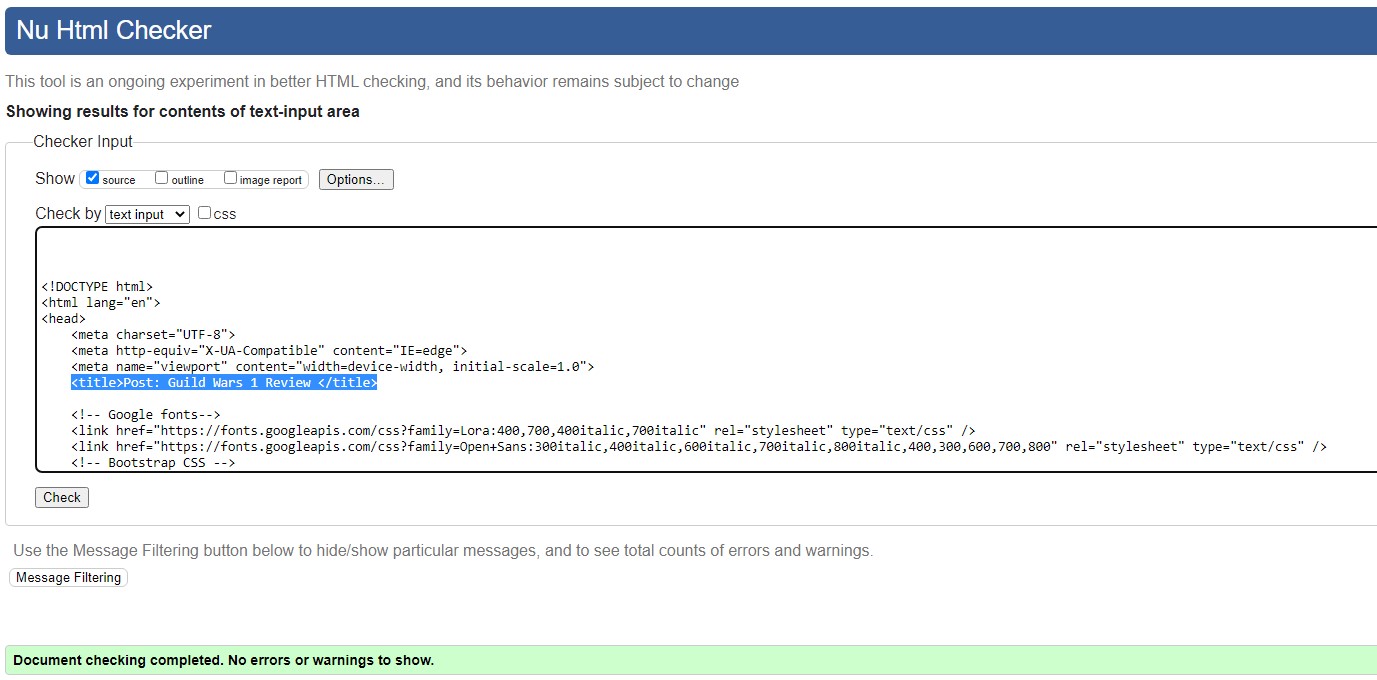 Nu Html Checker
This tool is an ongoing experiment in better HTML checking, and its behavior remains subject to change
Showing results for contents of text-input area
Checker Input
Show source outline image report Options...
Check by text input css
<!DOCTYPE html>
<html lang="en">
<head>
    <meta charset="UTF-8">
    <meta http-equiv="X-UA-Compatible" content="IE=edge">
    <meta name="viewport" content="width=device-width, initial-scale=1.0">
    <title>Post: Guild Wars 1 Review </title>
    <!-- Google fonts-->
    <link href="https://fonts.googleapis.com/css?family=Lora:400,700,400italic,700italic" rel="stylesheet" type="text/css" />
    <link href="https://fonts.googleapis.com/css?family=Open+Sans:300italic,400italic,600italic,700italic,800italic,400,300,600,700,800" rel="stylesheet" type="text/css" />
    <!-- Bootstrap CSS -->
Check
Use the Message Filtering button below to hide/show particular messages, and to see total counts of errors and warnings.
Message Filtering
Document checking completed. No errors or warnings to show.